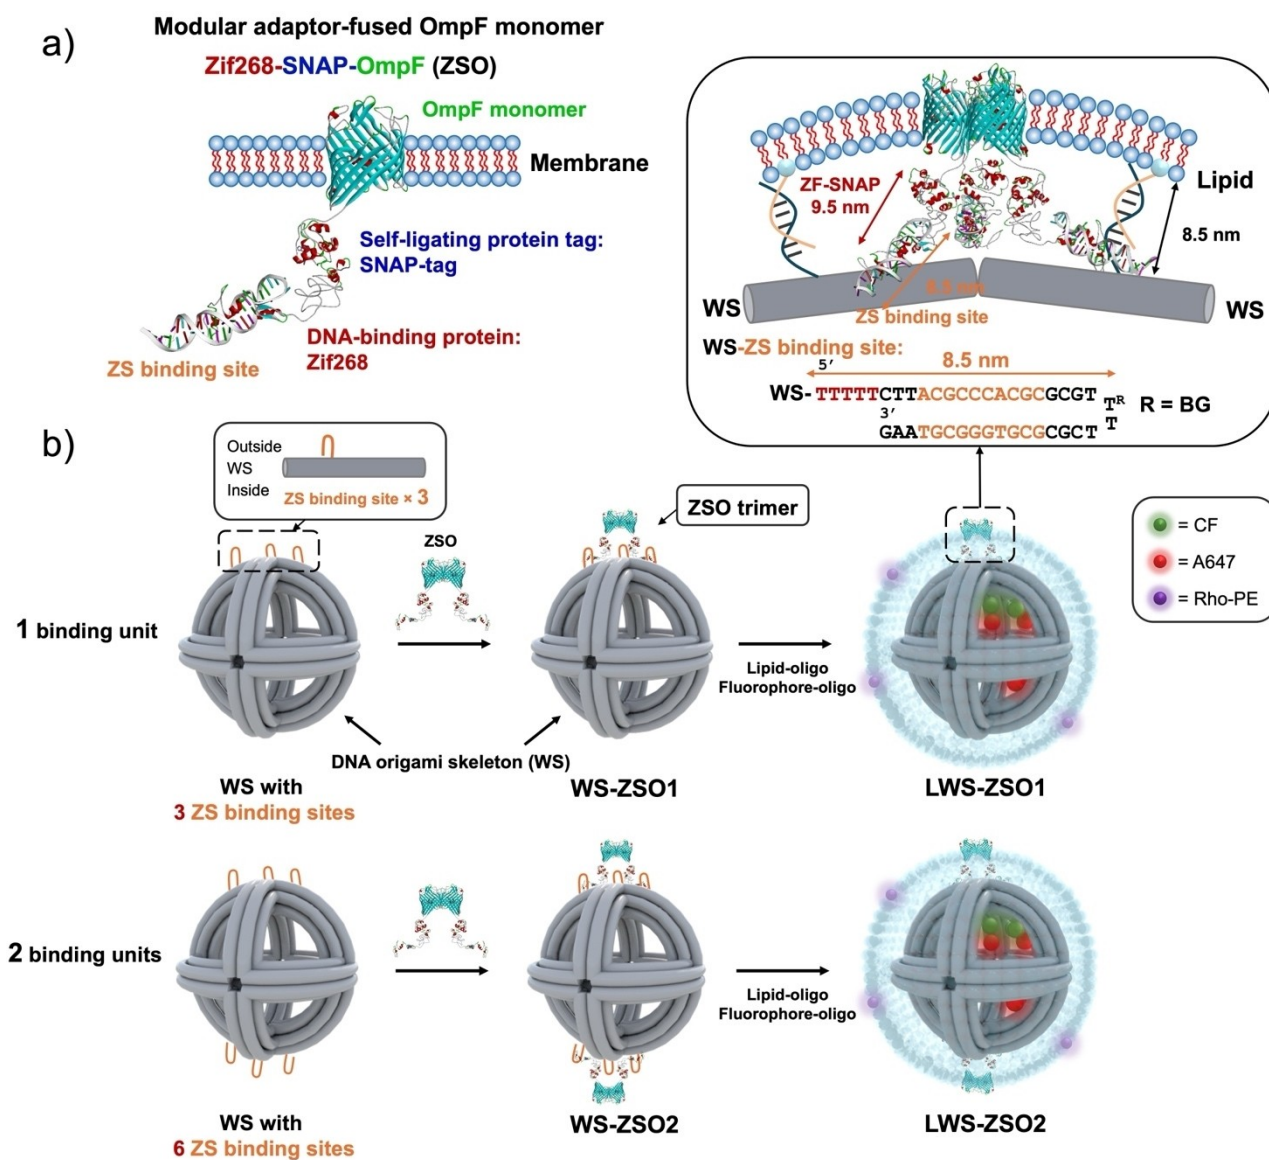 a)
Modular adaptor-fused OmpF monomer
Zif268-SNAP-OmpF (ZSO)
OmpF monomer
Membrane
Self-ligating protein tag:
SNAP-tag
DNA-binding protein:
Zif268
ZS binding site
ZF-SNAP
9.5 nm
Lipid
8.5 nm
WS
8.5 nm
ZS binding site
WS
WS-ZS binding site:
5′
8.5 nm
WS-TTTTTCTTACGCCCACGCGCGT
TR
T
R = BG
3′
GAATGCGGGTGCGCGCT
b)
Outside
WS
Inside
ZS binding site × 3
ZSO
ZSO trimer
= CF
= A647
= Rho-PE
1 binding unit
Lipid-oligo
Fluorophore-oligo
DNA origami skeleton (WS)
WS with
3 ZS binding sites
WS-ZSO1
LWS-ZSO1
2 binding units
Lipid-oligo
Fluorophore-oligo
WS with
6 ZS binding sites
WS-ZSO2
LWS-ZSO2